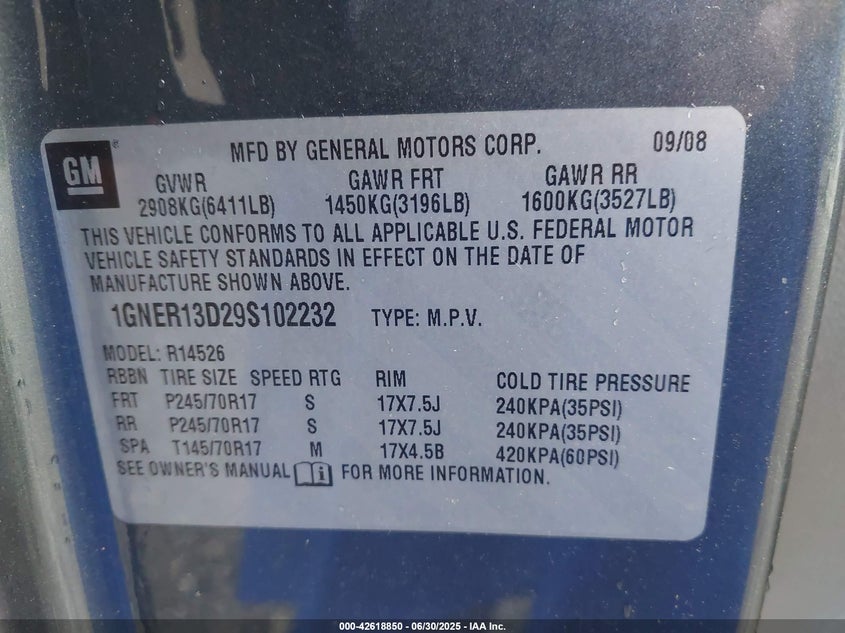 GM
MFD BY GENERAL MOTORS CORP. 09/08
GVWR GAWR FRT GAWR RR
2908KG(6411LB) 1450KG(3196LB) 1600KG(3527LB)
THIS VEHICLE CONFORMS TO ALL APPLICABLE U.S. FEDERAL MOTOR
VEHICLE SAFETY STANDARDS IN EFFECT ON THE DATE OF
MANUFACTURE SHOWN ABOVE.
1GNER13D29S102232 TYPE: M.P.V.
MODEL: R14526
RBBN TIRE SIZE SPEED RTG RIM COLD TIRE PRESSURE
FRT P245/70R17 S 17X7.5J 240KPA(35PSI)
RR P245/70R17 S 17X7.5J 240KPA(35PSI)
SPA T145/70R17 M 17X4.5B 420KPA(60PSI)
SEE OWNER'S MANUAL i FOR MORE INFORMATION.
000-42618850 - 06/30/2025 - IAA Inc.